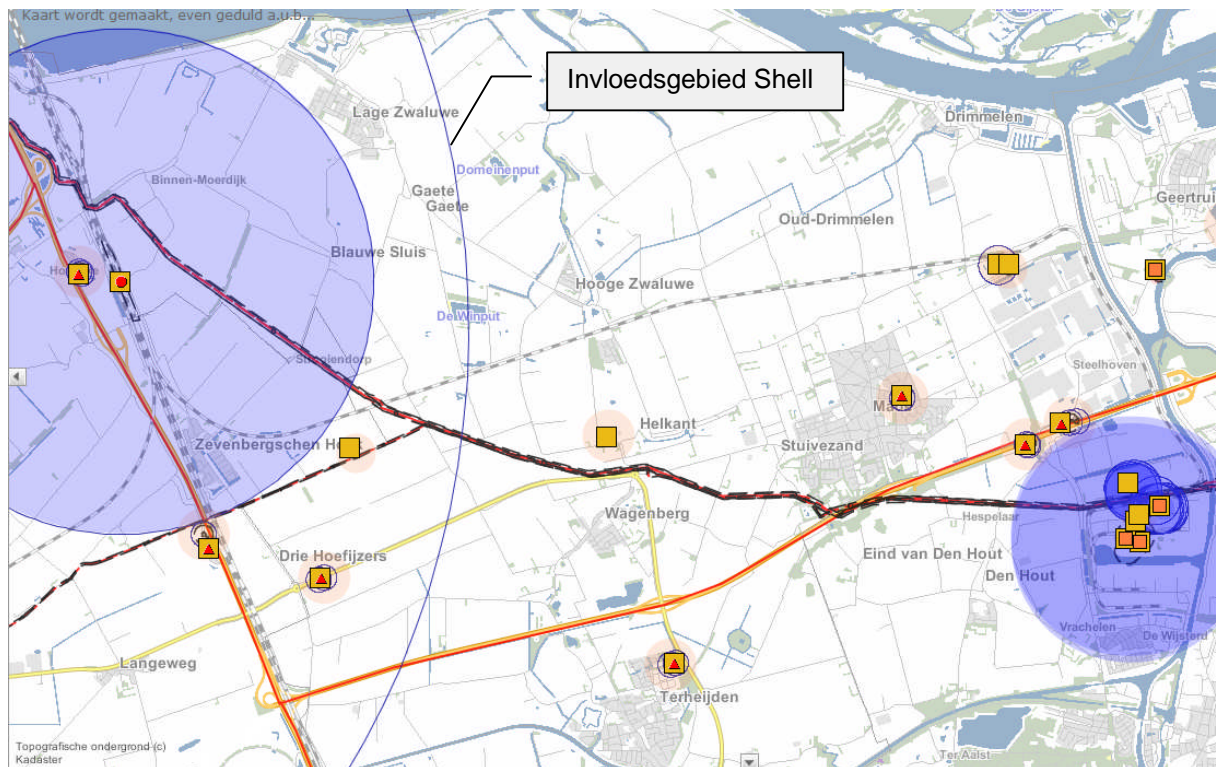 Kaart wordt gemaakt, even geduld a.u.b...
Invloedsgebied Shell
Lage Zwaluwe
Drimmelen
Domeinenput
Binnen-Moerdijk
Gaete
Gaete
Geertrui
Oud-Drimmelen
Blauwe Sluis
Hooge Zwaluwe
De Winput
Steelhoven
Helkant
Zevenbergschen
Stuivezand
Wagenberg
Hespelaar
Drie Hoefijzers
Eind van Den Hout
Den Hout
Vrachelen
De Wijsterd
Langeweg
Terheijden
Topografische ondergrond (c)
Kadaster
Ter Aalst